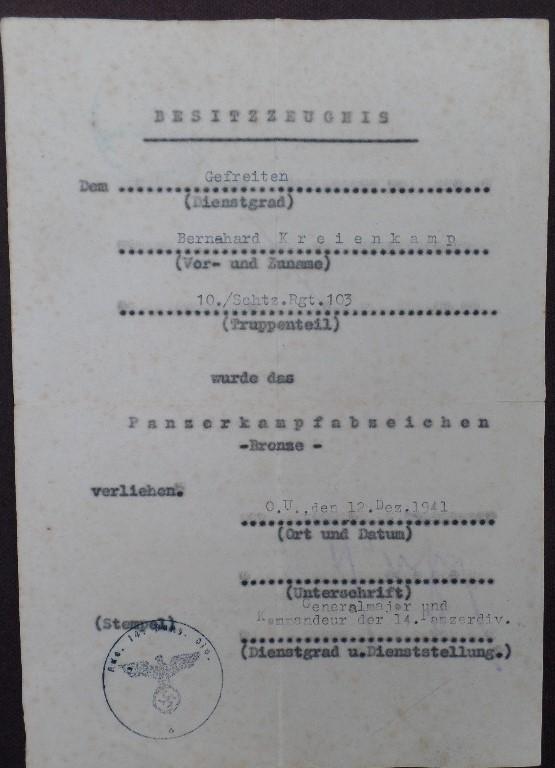 BESITZZEUGNIS
Dem Gefreiten
(Dienstgrad)
Bernahard Kreienkamp
(Vor- und Zuname)
10./Schtz.Rgt.103
(Truppenteil)
wurde das
Panzerkampfabzeichen
-Bronze -
verliehen.
O.U.,den 12.Dez.1941
(Ort und Datum)
(Unterschrift)
Generalmajor und
Kommandeur der 14.Panzerdiv.
(Stempel)
(Dienstgrad u.Dienststellung.)